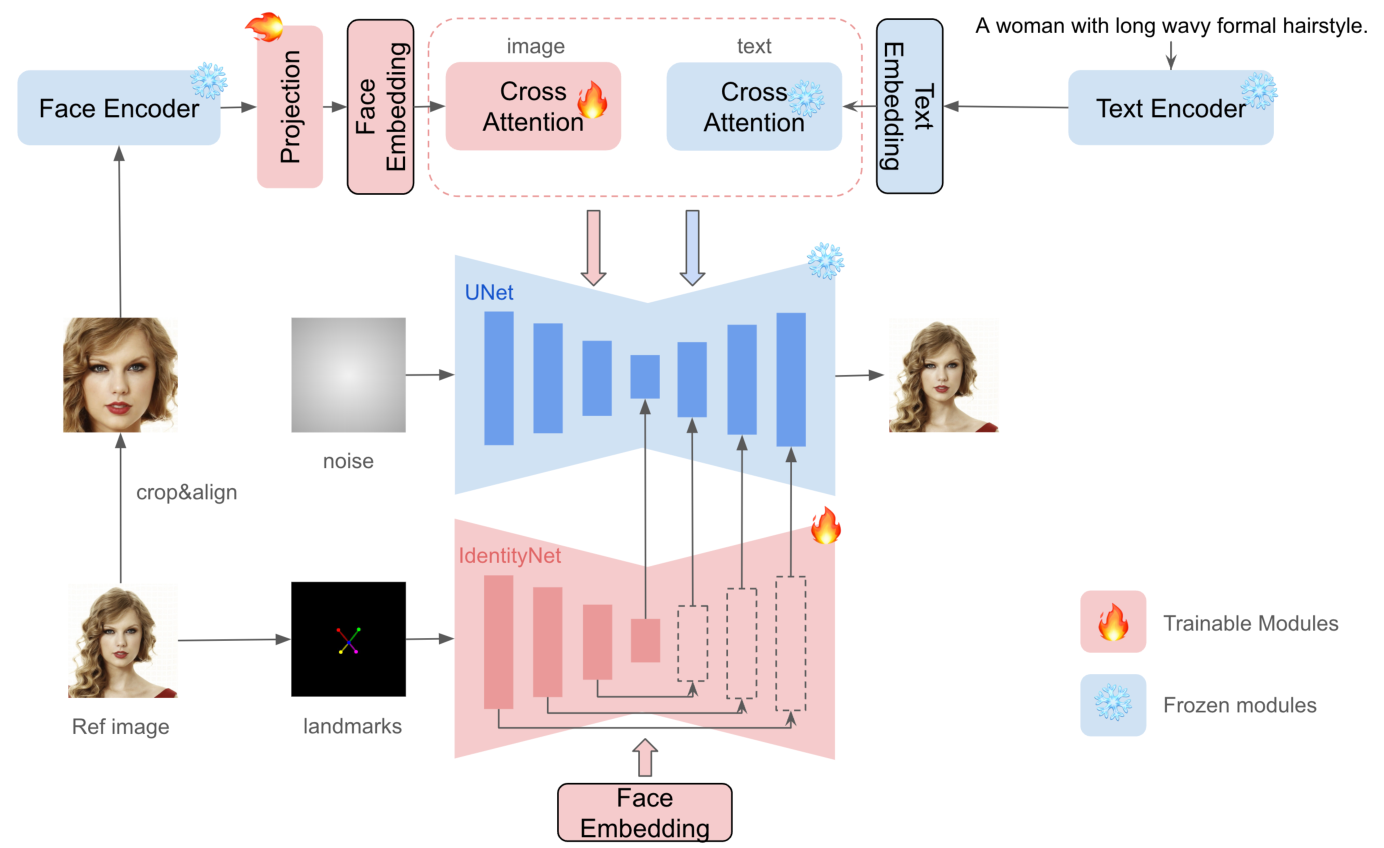 A woman with long wavy formal hairstyle.
image
text
Face Encoder
Projection
Face
Embedding
Cross
Attention
Cross
Attention
Text
Embedding
Text Encoder
UNet
noise
crop&align
IdentityNet
Ref image
landmarks
Trainable Modules
Frozen modules
Face
Embedding